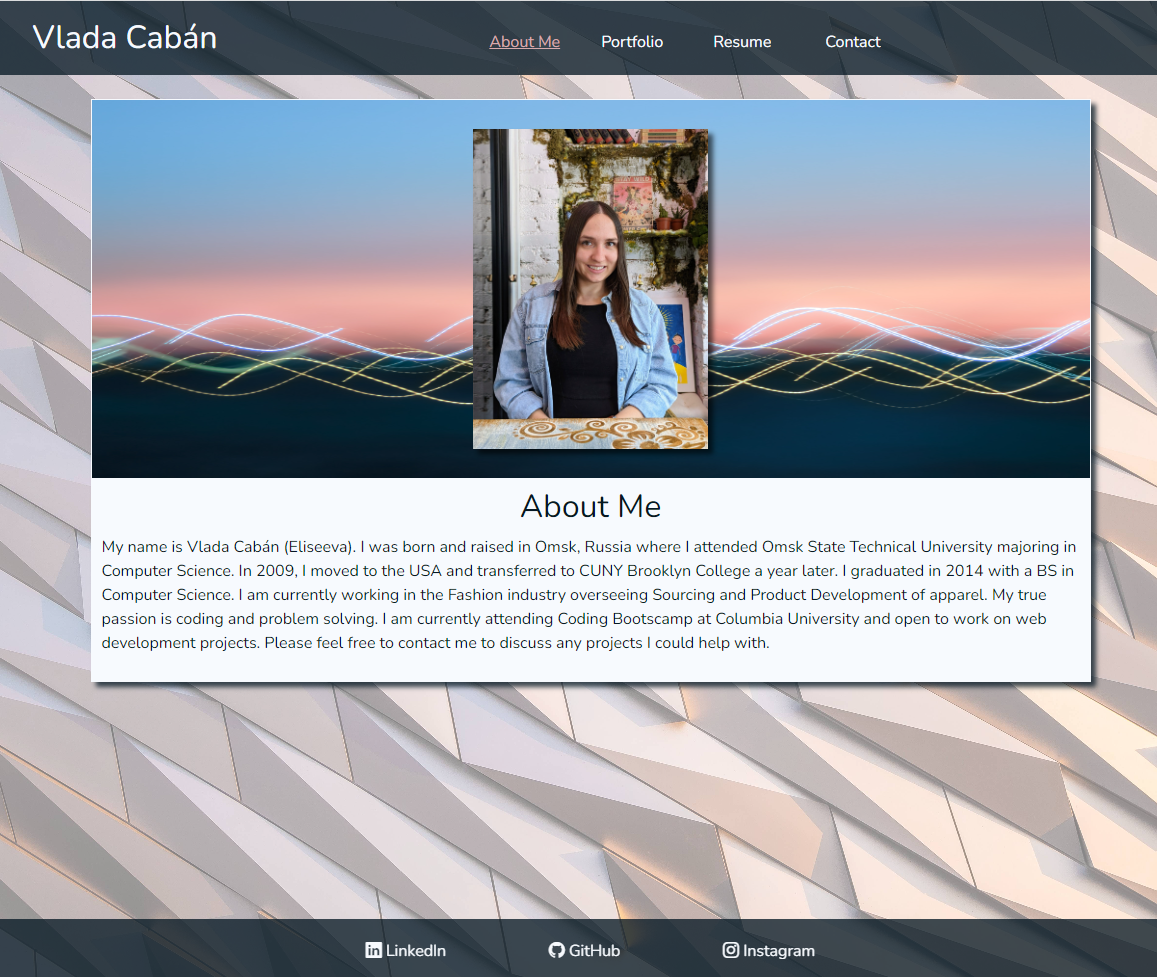 Vlada Cabán
About Me Portfolio Resume Contact
About Me
My name is Vlada Cabán (Eliseeva). I was born and raised in Omsk, Russia where I attended Omsk State Technical University majoring in
Computer Science. In 2009, I moved to the USA and transferred to CUNY Brooklyn College a year later. I graduated in 2014 with a BS in
Computer Science. I am currently working in the Fashion industry overseeing Sourcing and Product Development of apparel. My true
passion is coding and problem solving. I am currently attending Coding Bootscamp at Columbia University and open to work on web
development projects. Please feel free to contact me to discuss any projects I could help with.
LinkedIn GitHub Instagram